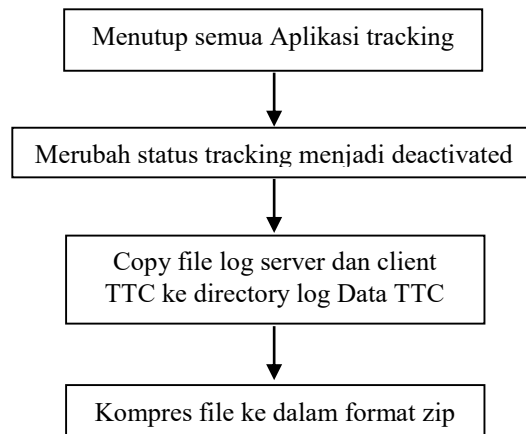 Menutup semua Aplikasi tracking
Merubah status tracking menjadi deactivated
Copy file log server dan client
TTC ke directory log Data TTC
Kompres file ke dalam format zip